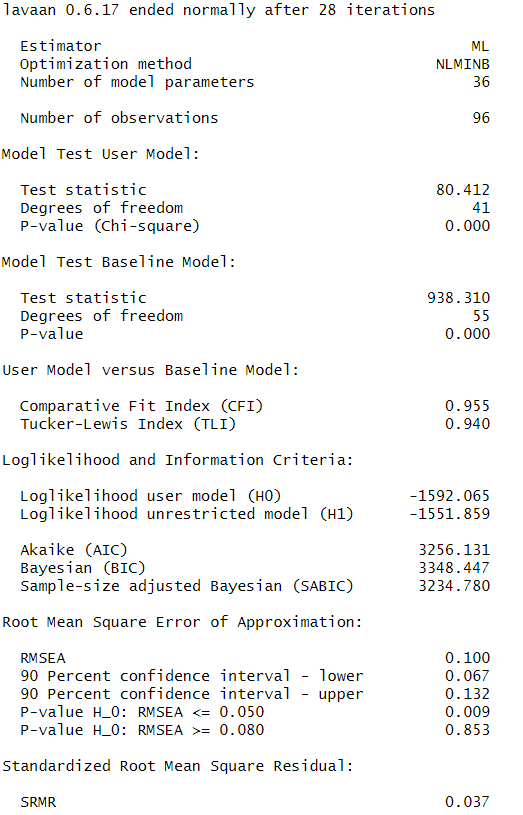 lavaan 0.6.17 ended normally after 28 iterations
Estimator ML
Optimization method NLMINB
Number of model parameters 36
Number of observations 96
Model Test User Model:
Test statistic 80.412
Degrees of freedom 41
P-value (Chi-square) 0.000
Model Test Baseline Model:
Test statistic 938.310
Degrees of freedom 55
P-value 0.000
User Model versus Baseline Model:
Comparative Fit Index (CFI) 0.955
Tucker-Lewis Index (TLI) 0.940
Loglikelihood and Information Criteria:
Loglikelihood user model (H0) -1592.065
Loglikelihood unrestricted model (H1) -1551.859
Akaike (AIC) 3256.131
Bayesian (BIC) 3348.447
Sample-size adjusted Bayesian (SABIC) 3234.780
Root Mean Square Error of Approximation:
RMSEA 0.100
90 Percent confidence interval - lower 0.067
90 Percent confidence interval - upper 0.132
P-value H_0: RMSEA <= 0.050 0.009
P-value H_0: RMSEA >= 0.080 0.853
Standardized Root Mean Square Residual:
SRMR 0.037